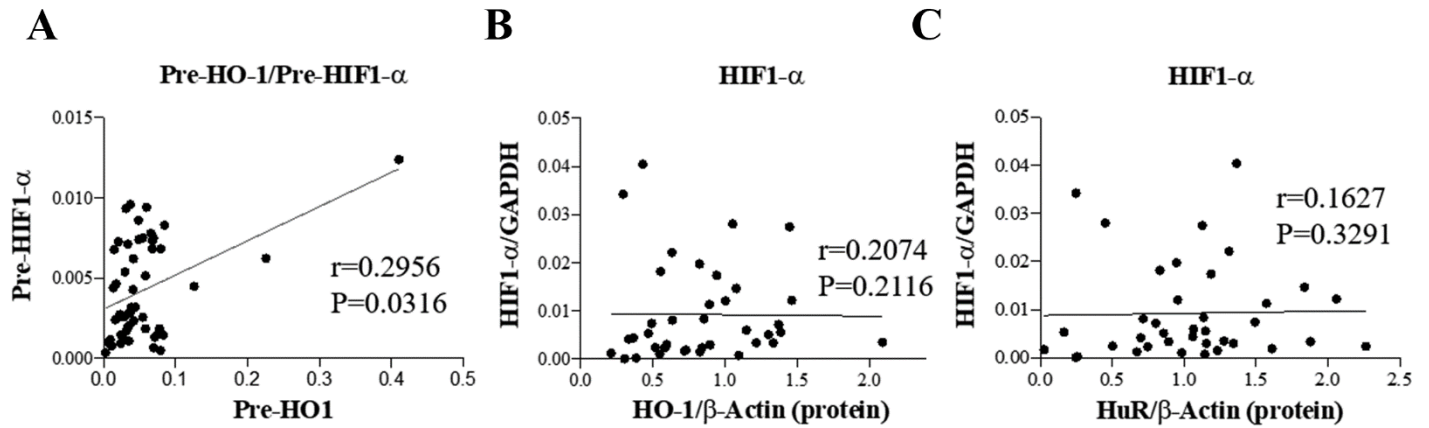 A
B
C
Pre-HO-1/Pre-HIF1-α
HIF1-α
HIF1-α
Pre-HIF1-α
0.015
0.010
0.005
0.000
r=0.2956
P=0.0316
0.0
0.1
0.2
0.3
0.4
0.5
Pre-HO1
HIF1-α/GAPDH
0.05
0.04
0.03
0.02
0.01
0.00
r=0.2074
P=0.2116
0.0
0.5
1.0
1.5
2.0
HO-1/β-Actin (protein)
HIF1-α/GAPDH
0.05
0.04
0.03
0.02
0.01
0.00
r=0.1627
P=0.3291
0.0
0.5
1.0
1.5
2.0
2.5
HuR/β-Actin (protein)